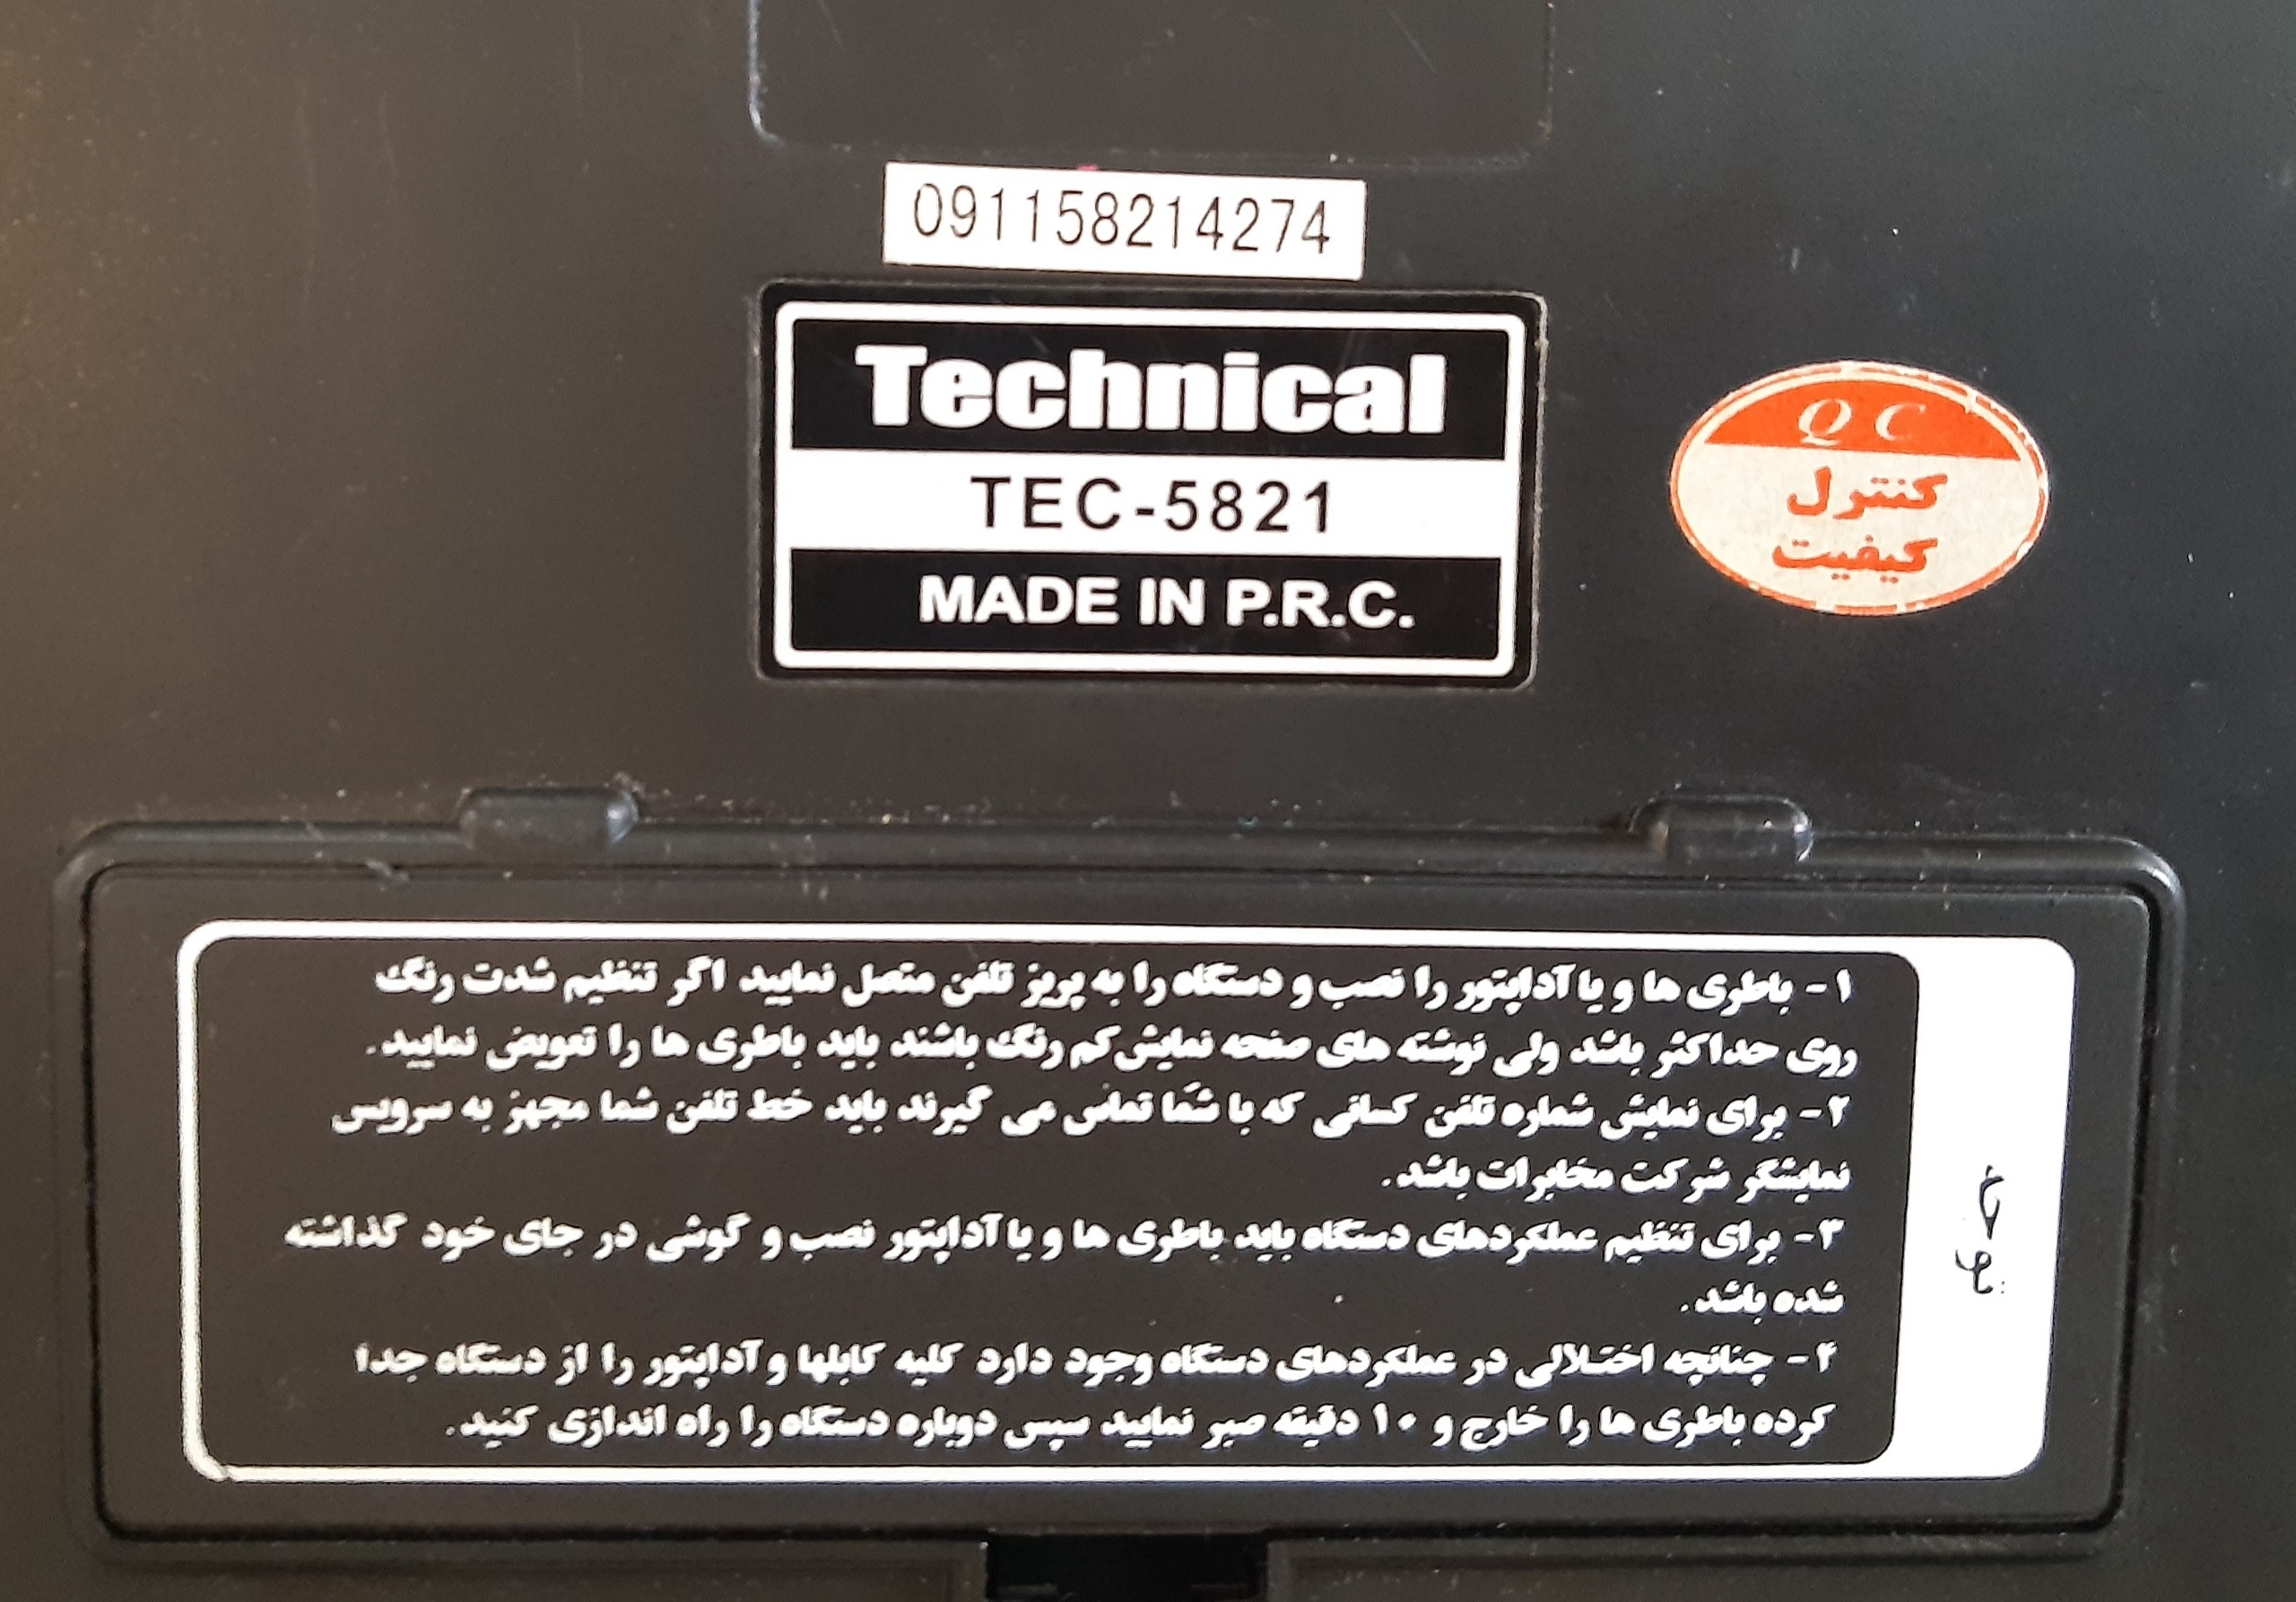 091158214274
Technical
TEC-5821
MADE IN P.R.C.
Q C
کنترل
کیفیت
توجه
۱- باطری ها و یا آداپتور را نصب و دستگاه را به پریز تلفن متصل نمایید اگر تنظیم شدت رنگ
روی حداکثر باشد ولی نوشته های صفحه نمایش کم رنگ باشند باید باطری ها را تعویض نمایید.
۲- برای نمایش شماره تلفن کسانی که با شما تماس می گیرند باید خط تلفن شما مجهز به سرویس
نمایشگر شرکت مخابرات باشد.
۳- برای تنظیم عملکردهای دستگاه باید باطری ها و یا آداپتور نصب و گوشی در جای خود گذاشته
شده باشد.
۴- چنانچه اختلالی در عملکردهای دستگاه وجود دارد کلیه کابلها و آداپتور را از دستگاه جدا
کرده باطری ها را خارج و ۱۰ دقیقه صبر نمایید سپس دوباره دستگاه را راه اندازی کنید.